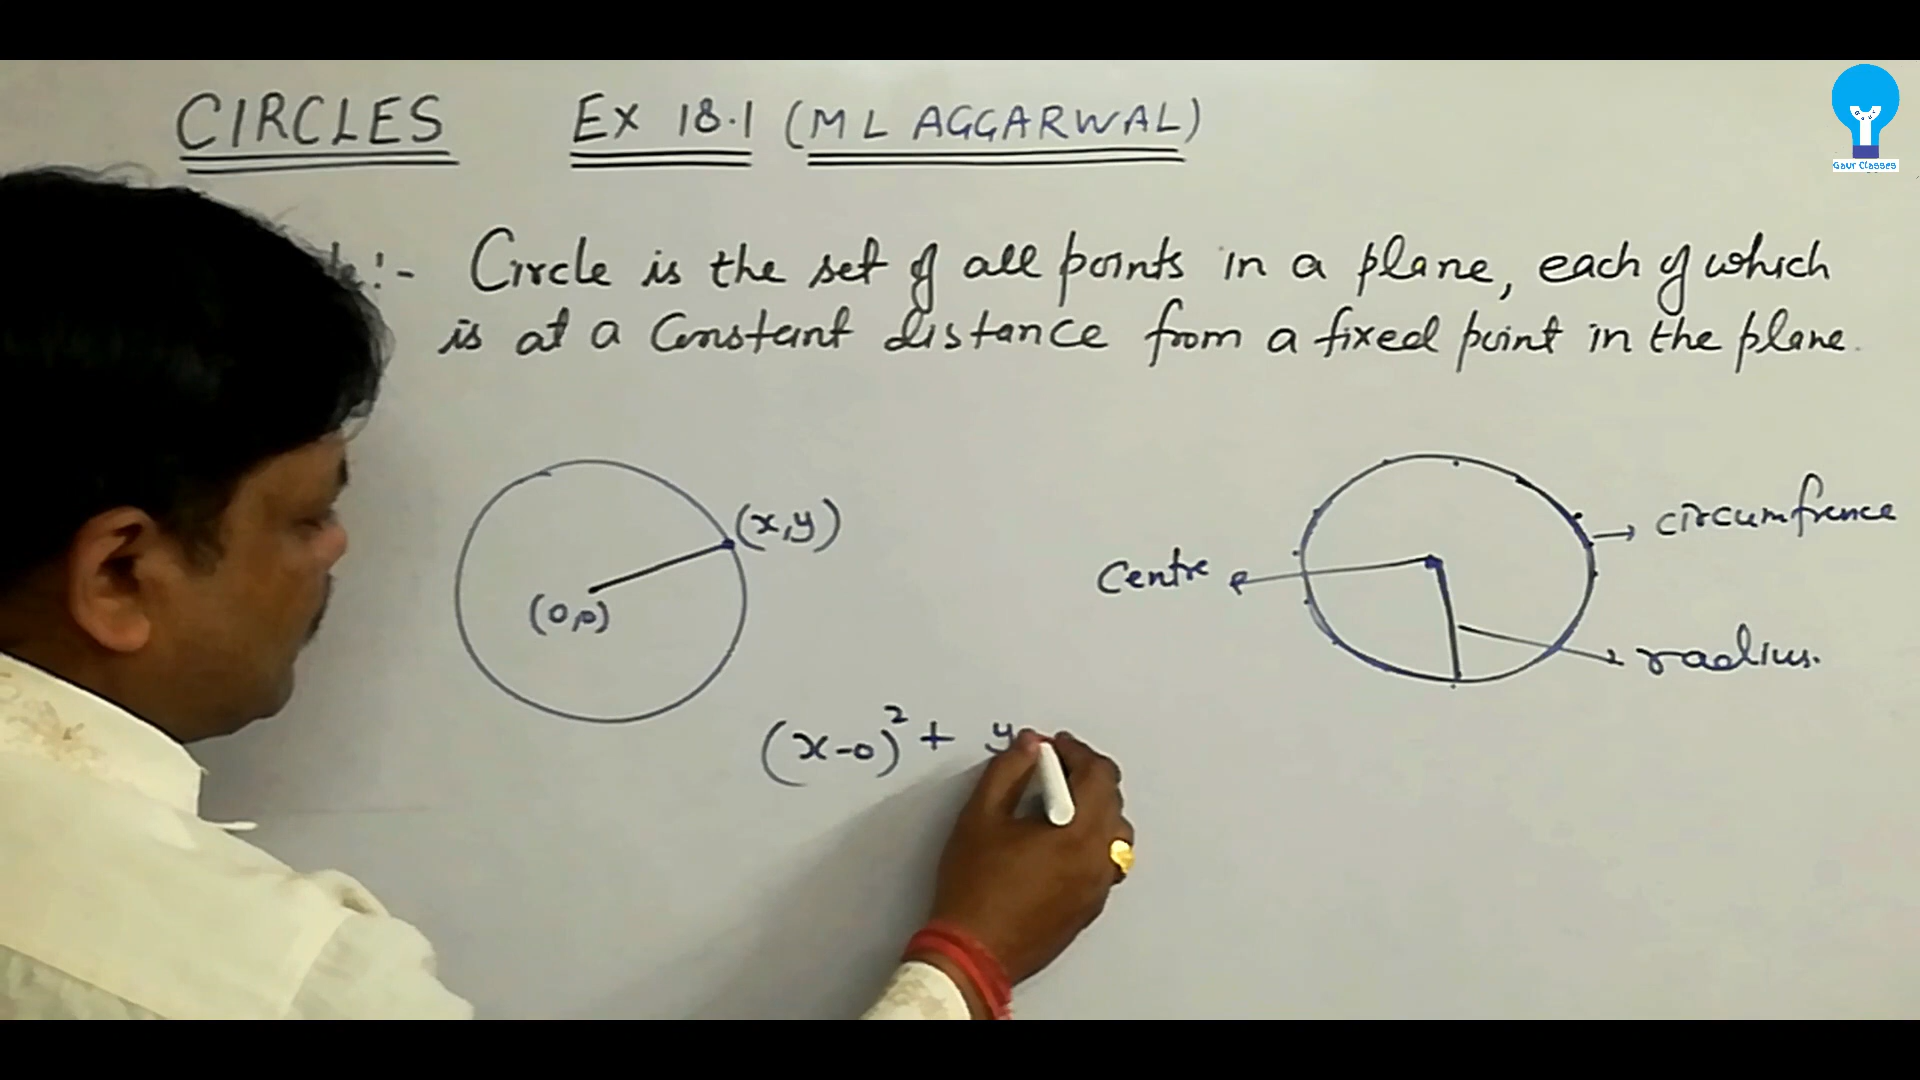 CIRCLES EX 18.1 (ML AGGARWAL)
Gaur Classes
:- Circle is the set of all points in a plane, each of which
is at a Constant distance from a fixed point in the plane.
(x,y)
(0,0)
Centre
circumfrence
radius.
(x-0)² + y